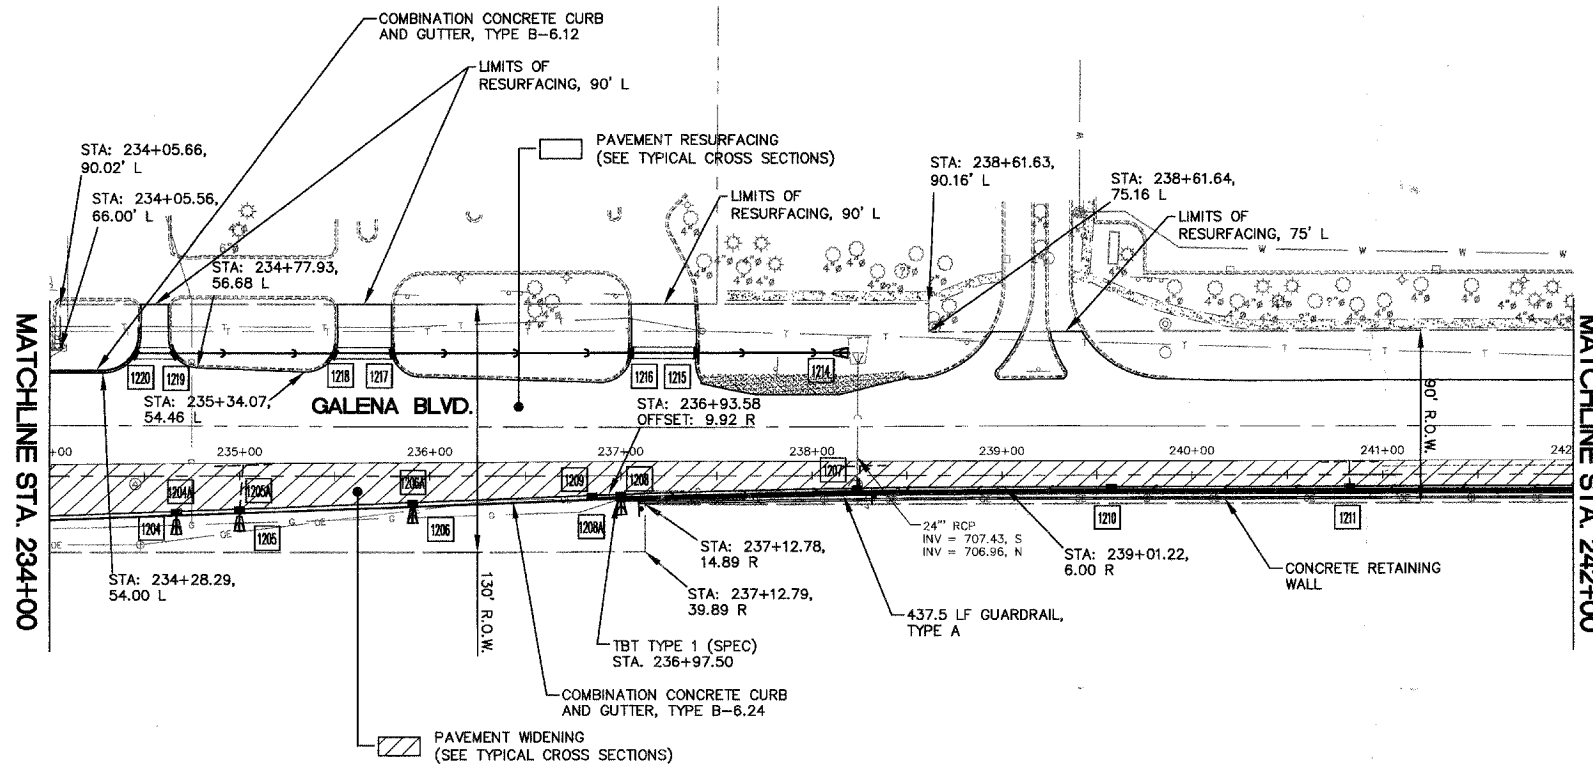 COMBINATION CONCRETE CURB
AND GUTTER, TYPE B-6.12
LIMITS OF
RESURFACING, 90' L
PAVEMENT RESURFACING
(SEE TYPICAL CROSS SECTIONS)
STA: 234+05.66,
90.02' L
STA: 234+05.56,
66.00' L
STA: 234+77.93,
56.68 L
LIMITS OF
RESURFACING, 90' L
STA: 238+61.63,
90.16' L
STA: 238+61.64,
75.16 L
LIMITS OF
RESURFACING, 75' L
W
W W W W
MATCHLINE STA. 234+00
MATCHLINE STA. 242+00
1220
1219
1218
1217
1216
1215
1214
STA: 235+34.07,
54.46 L
GALENA BLVD.
STA: 236+93.58
OFFSET: 9.92 R
90' R.O.W.
+00
235+00
236+00
237+00
238+00
239+00
240+00
241+00
242
1204A
1205A
1206A
1209
1208
1207
1204
1205
1206
1208A
1210
1211
24" RCP
INV = 707.43, S
INV = 706.96, N
STA: 237+12.78,
14.89 R
STA: 239+01.22,
6.00 R
CONCRETE RETAINING
WALL
STA: 234+28.29,
54.00 L
130' R.O.W.
STA: 237+12.79,
39.89 R
437.5 LF GUARDRAIL,
TYPE A
TBT TYPE 1 (SPEC)
STA. 236+97.50
COMBINATION CONCRETE CURB
AND GUTTER, TYPE B-6.24
PAVEMENT WIDENING
(SEE TYPICAL CROSS SECTIONS)